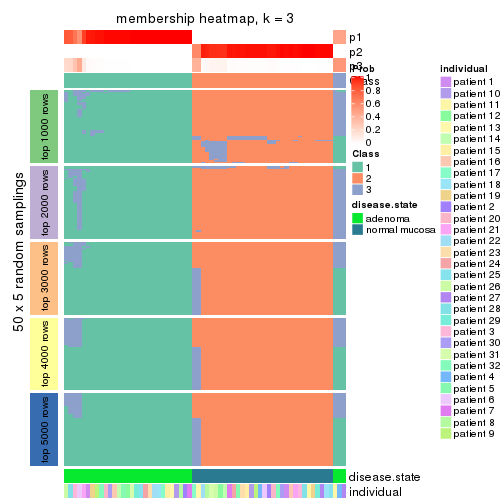 membership heatmap, k = 3
p1
p2
p3
Class
50 x 5 random samplings
top 1000 rows
top 2000 rows
top 3000 rows
top 4000 rows
top 5000 rows
disease.state
individual
Prob
1
0.8
0.6
0.4
0.2
0
Class
1
2
3
disease.state
adenoma
normal mucosa
individual
patient 1
patient 10
patient 11
patient 12
patient 13
patient 14
patient 15
patient 16
patient 17
patient 18
patient 19
patient 2
patient 20
patient 21
patient 22
patient 23
patient 24
patient 25
patient 26
patient 27
patient 28
patient 29
patient 3
patient 30
patient 31
patient 32
patient 4
patient 5
patient 6
patient 7
patient 8
patient 9